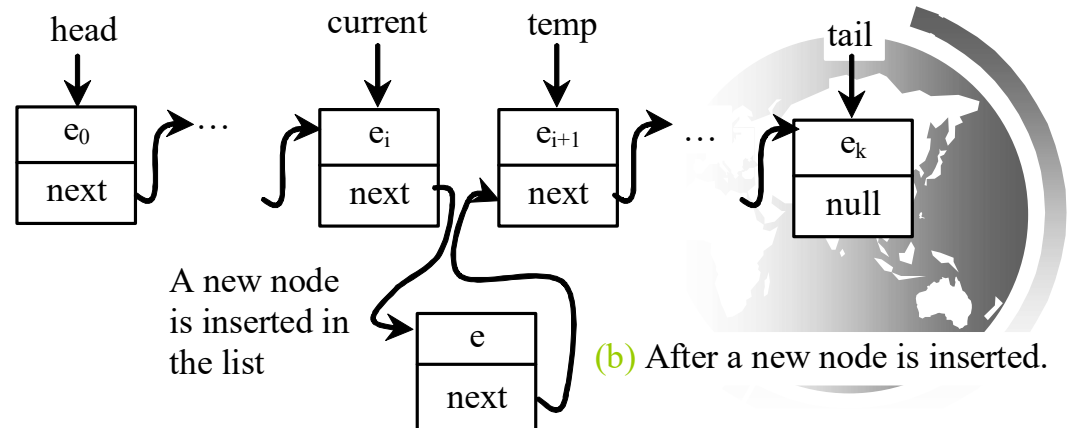 head
current
temp
tail
e0
…
ei
ei+1
…
ek
next
next
next
null
A new node
is inserted in
the list
e
next
(b) After a new node is inserted.